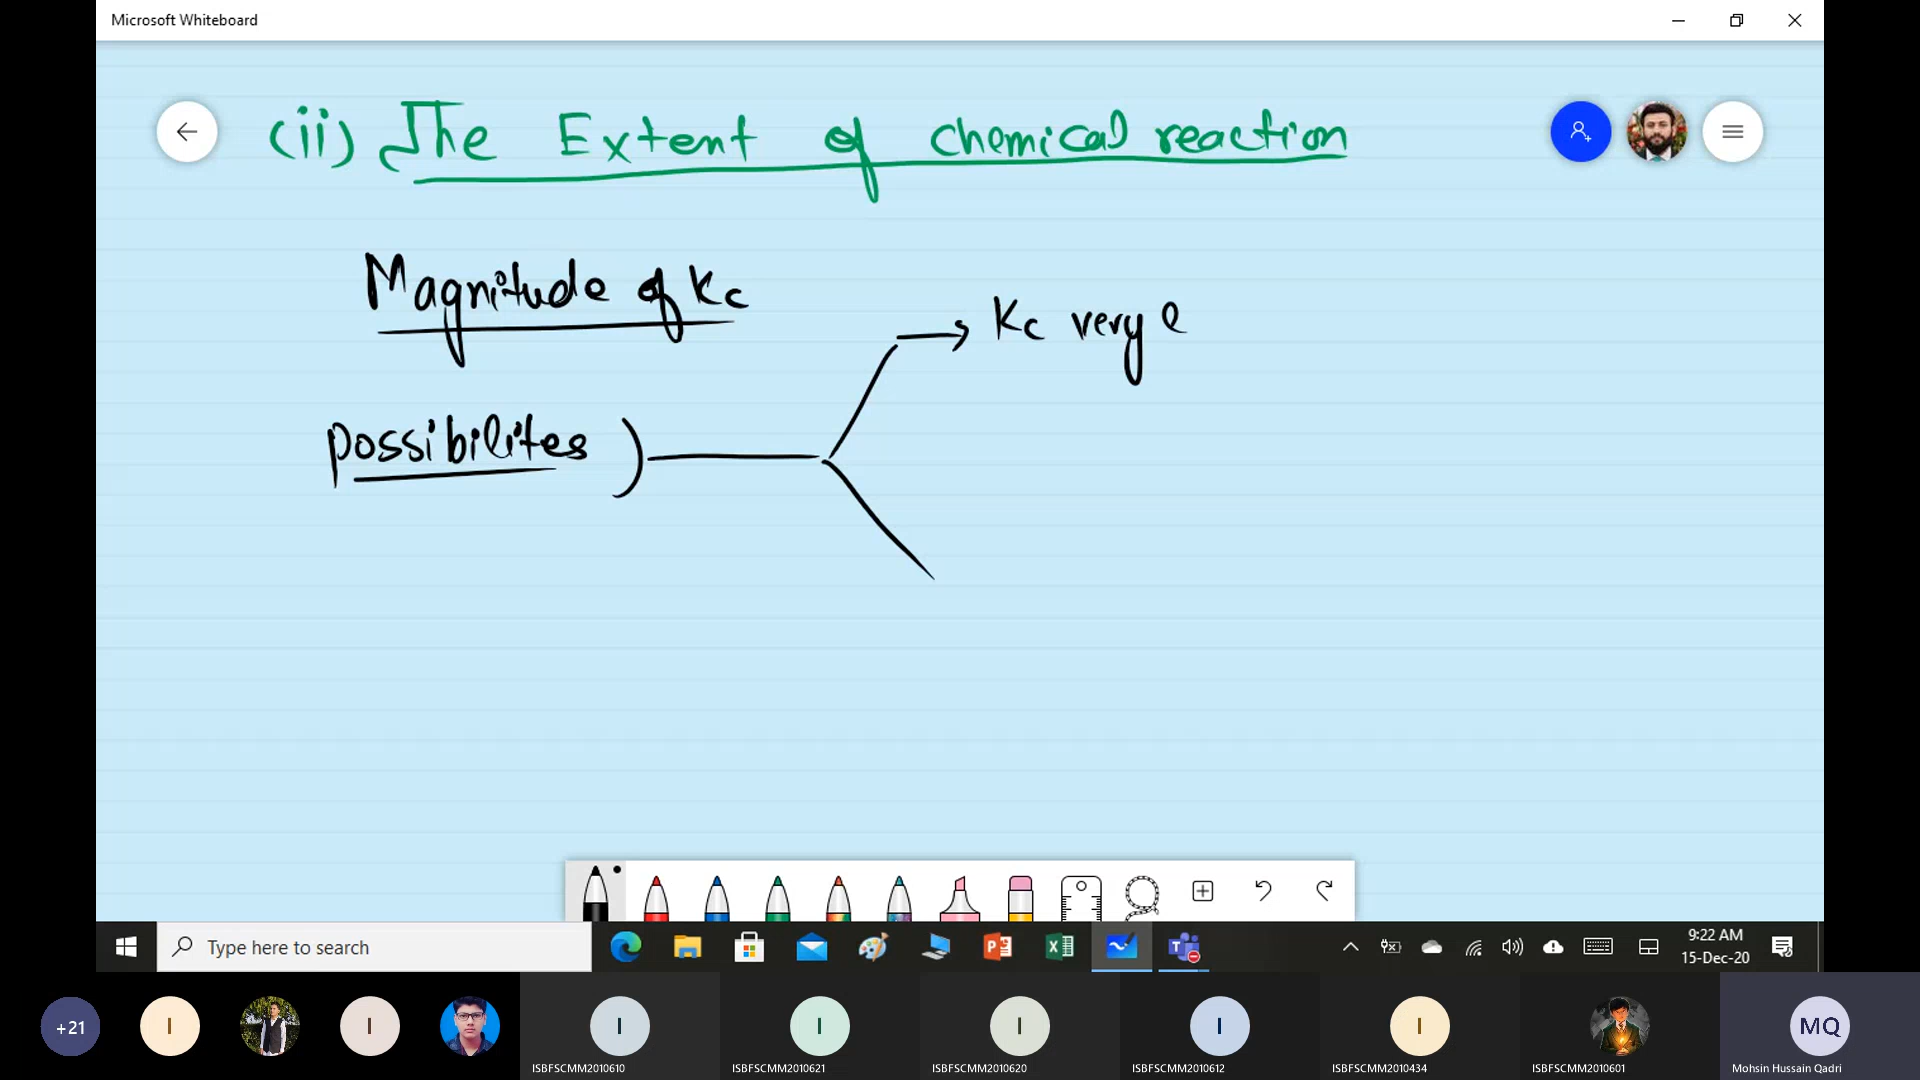 Microsoft Whiteboard
(ii) The Extent of chemical reaction
Magnitude of Kc
Kc very l
possibilites )
Type here to search
9:22 AM
15-Dec-20
+21
I
I
I
I
I
I
I
I
MQ
ISBFSCMM2010610
ISBFSCMM2010621
ISBFSCMM2010620
ISBFSCMM2010612
ISBFSCMM2010434
ISBFSCMM2010601
Mohsin Hussain Qadri